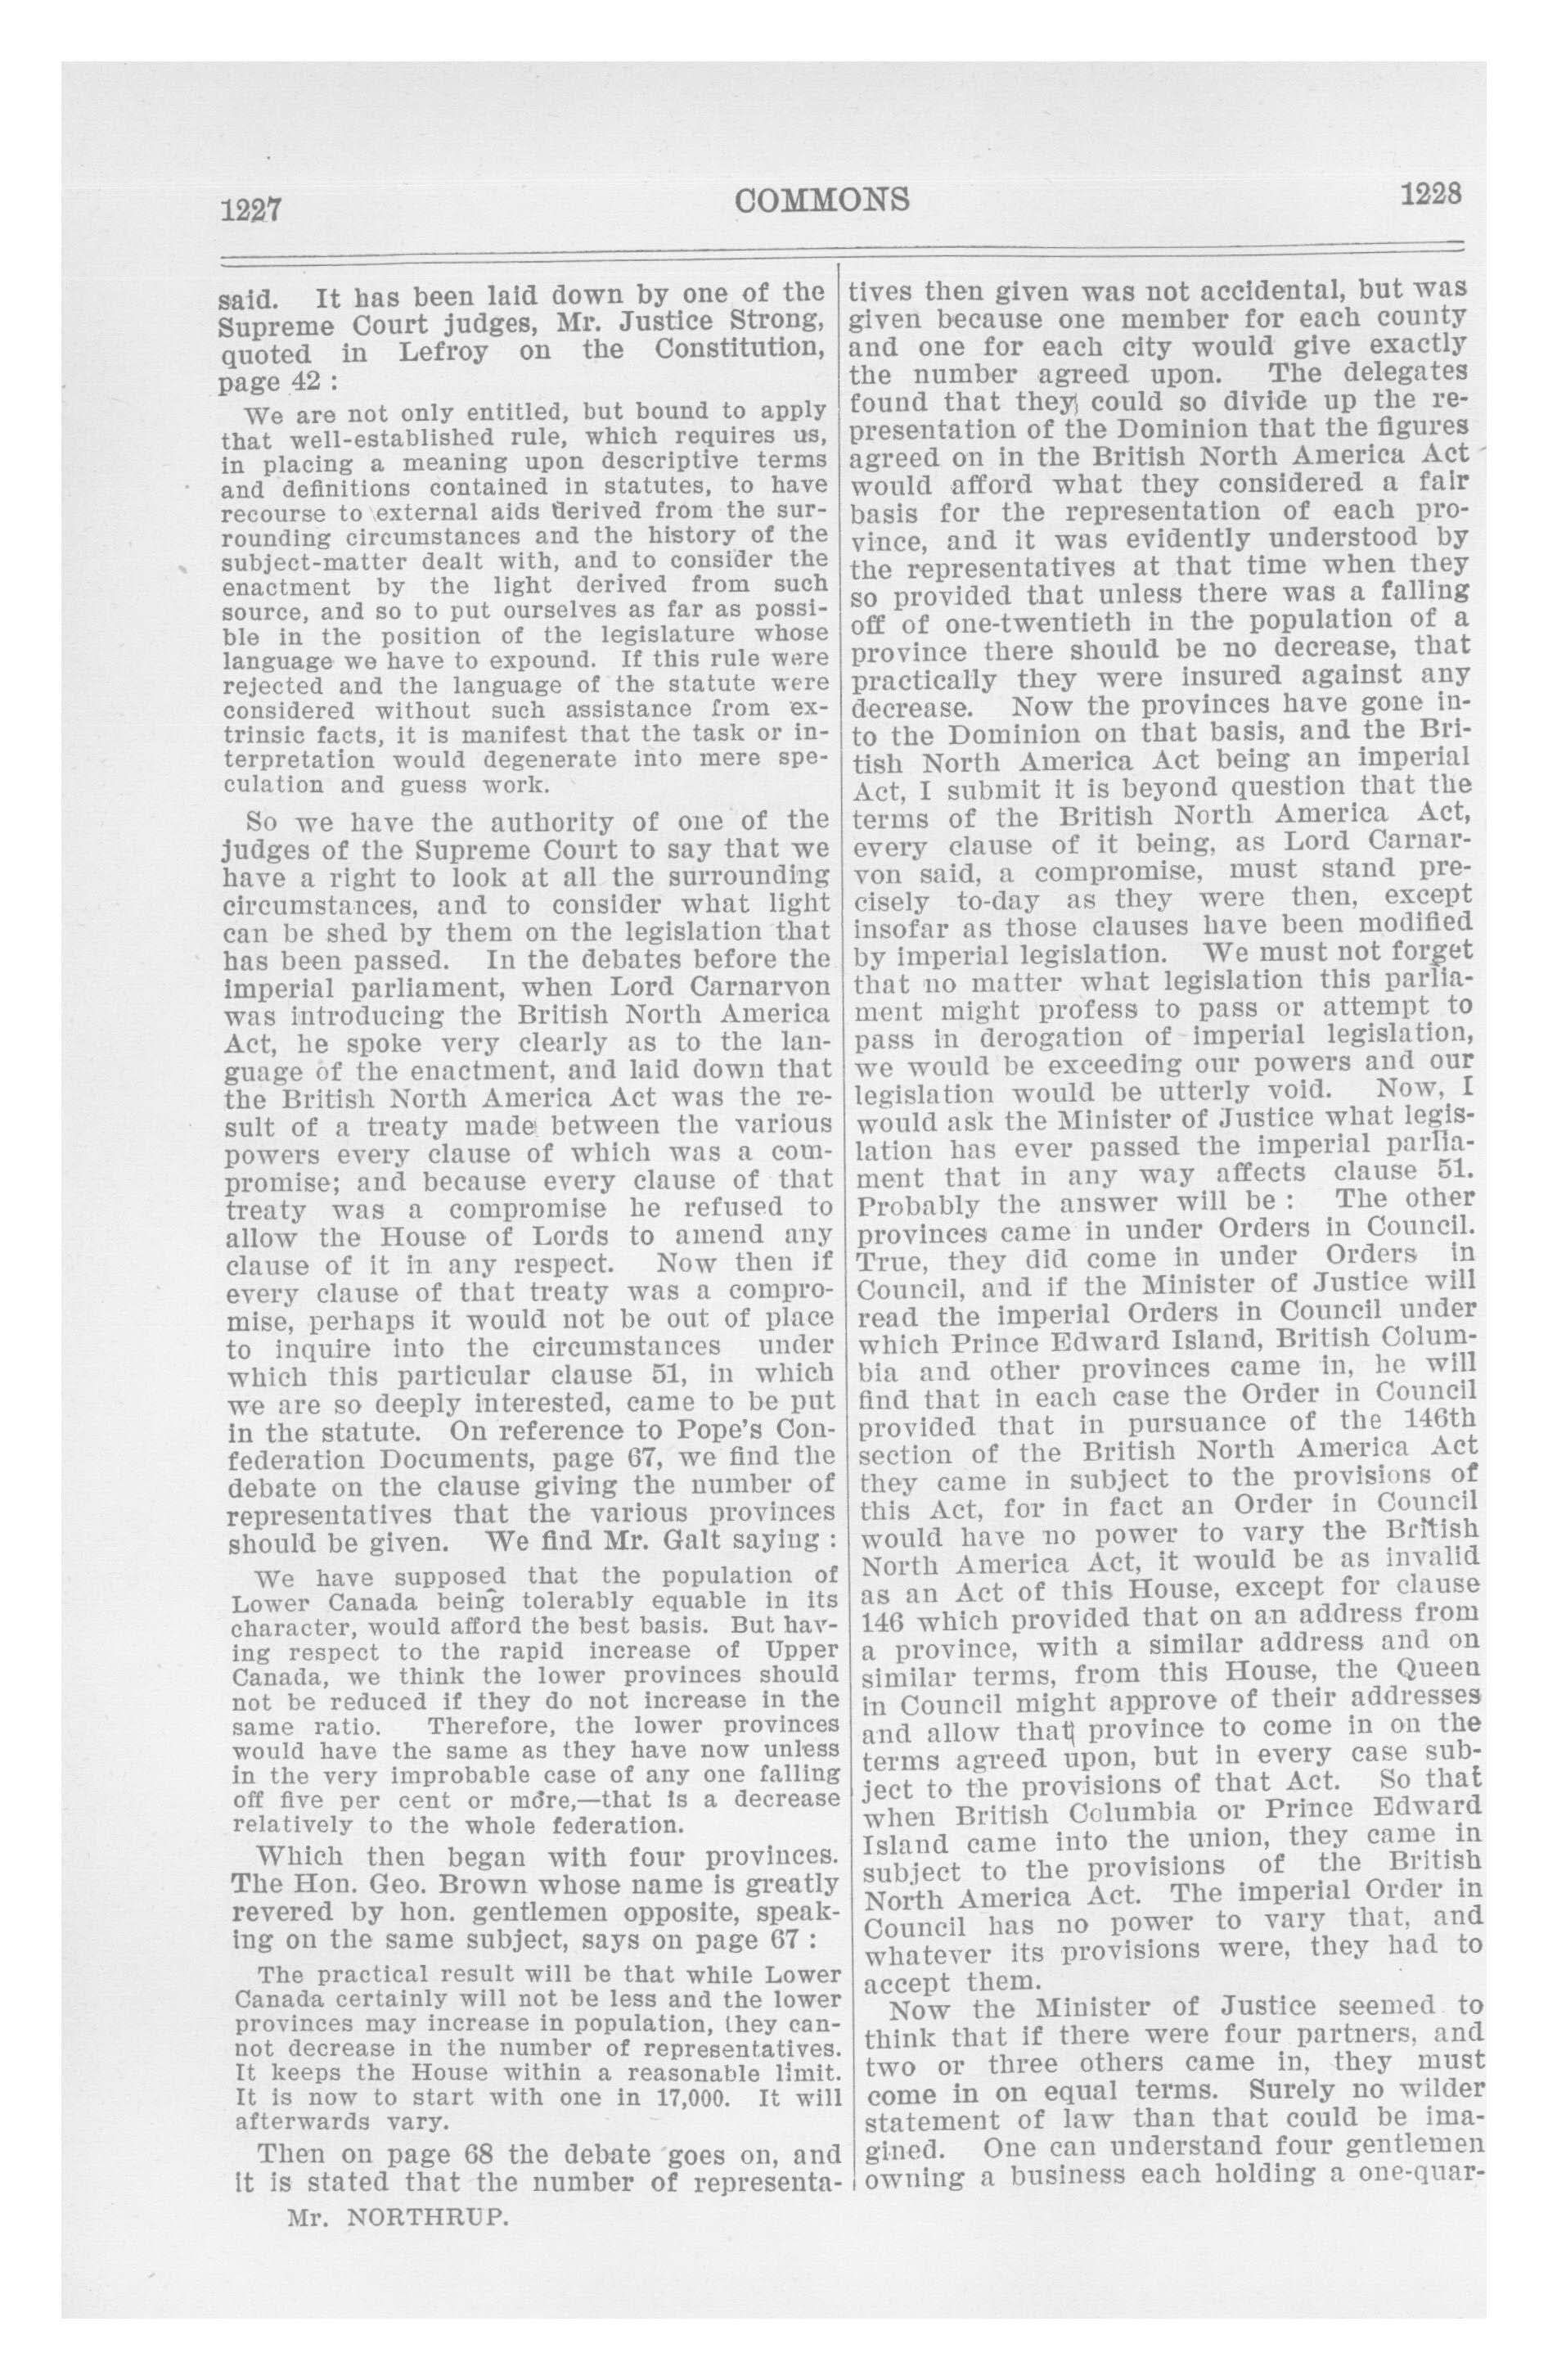 1227
COMMONS
1228
said. It has been laid down by one of the
Supreme Court judges, Mr. Justice Strong,
quoted in Lefroy on the Constitution,
page 42 :
We are not only entitled, but bound to apply
that well-established rule, which requires us,
in placing a meaning upon descriptive terms
and definitions contained in statutes, to have
recourse to external aids derived from the sur-
rounding circumstances and the history of the
subject-matter dealt with, and to consider the
enactment by the light derived from such
source, and so to put ourselves as far as possi-
ble in the position of the legislature whose
language we have to expound. If this rule were
rejected and the language of the statute were
considered without such assistance from ex-
trinsic facts, it is manifest that the task or in-
terpretation would degenerate into mere spe-
culation and guess work.
So we have the authority of one of the
judges of the Supreme Court to say that we
have a right to look at all the surrounding
circumstances, and to consider what light
can be shed by them on the legislation that
has been passed. In the debates before the
imperial parliament, when Lord Carnarvon
was introducing the British North America
Act, he spoke very clearly as to the lan-
guage of the enactment, and laid down that
the British North America Act was the re-
sult of a treaty made between the various
powers every clause of which was a com-
promise; and because every clause of that
treaty was a compromise he refused to
allow the House of Lords to amend any
clause of it in any respect. Now then if
every clause of that treaty was a compro-
mise, perhaps it would not be out of place
to inquire into the circumstances under
which this particular clause 51, in which
we are so deeply interested, came to be put
in the statute. On reference to Pope's Con-
federation Documents, page 67, we find the
debate on the clause giving the number of
representatives that the various provinces
should be given. We find Mr. Galt saying :
We have supposed that the population of
Lower Canada being tolerably equable in its
character, would afford the best basis. But hav-
ing respect to the rapid increase of Upper
Canada, we think the lower provinces should
not be reduced if they do not increase in the
same ratio. Therefore, the lower provinces
would have the same as they have now unless
in the very improbable case of any one falling
off five per cent or more,—that is a decrease
relatively to the whole federation.
Which then began with four provinces.
The Hon. Geo. Brown whose name is greatly
revered by hon. gentlemen opposite, speak-
ing on the same subject, says on page 67 :
The practical result will be that while Lower
Canada certainly will not be less and the lower
provinces may increase in population, they can-
not decrease in the number of representatives.
It keeps the House within a reasonable limit.
It is now to start with one in 17,000. It will
afterwards vary.
Then on page 68 the debate goes on, and
it is stated that the number of representa-
Mr. NORTHRUP.
tives then given was not accidental, but was
given because one member for each county
and one for each city would give exactly
the number agreed upon. The delegates
found that they could so divide up the re-
presentation of the Dominion that the figures
agreed on in the British North America Act
would afford what they considered a fair
basis for the representation of each pro-
vince, and it was evidently understood by
the representatives at that time when they
so provided that unless there was a falling
off of one-twentieth in the population of a
province there should be no decrease, that
practically they were insured against any
decrease. Now the provinces have gone in-
to the Dominion on that basis, and the Bri-
tish North America Act being an imperial
Act, I submit it is beyond question that the
terms of the British North America Act,
every clause of it being, as Lord Carnar-
von said, a compromise, must stand pre-
cisely to-day as they were then, except
insofar as those clauses have been modified
by imperial legislation. We must not forget
that no matter what legislation this parlia-
ment might profess to pass or attempt to
pass in derogation of imperial legislation,
we would be exceeding our powers and our
legislation would be utterly void. Now, I
would ask the Minister of Justice what legis-
lation has ever passed the imperial parlia-
ment that in any way affects clause 51.
Probably the answer will be : The other
provinces came in under Orders in Council.
True, they did come in under Orders in
Council, and if the Minister of Justice will
read the imperial Orders in Council under
which Prince Edward Island, British Colum-
bia and other provinces came in, he will
find that in each case the Order in Council
provided that in pursuance of the 146th
section of the British North America Act
they came in subject to the provisions of
this Act, for in fact an Order in Council
would have no power to vary the British
North America Act, it would be as invalid
as an Act of this House, except for clause
146 which provided that on an address from
a province, with a similar address and on
similar terms, from this House, the Queen
in Council might approve of their addresses
and allow that province to come in on the
terms agreed upon, but in every case sub-
ject to the provisions of that Act. So that
when British Columbia or Prince Edward
Island came into the union, they came in
subject to the provisions of the British
North America Act. The imperial Order in
Council has no power to vary that, and
whatever its provisions were, they had to
accept them.
Now the Minister of Justice seemed to
think that if there were four partners, and
two or three others came in, they must
come in on equal terms. Surely no wilder
statement of law than that could be ima-
gined. One can understand four gentlemen
owning a business each holding a one-quar-